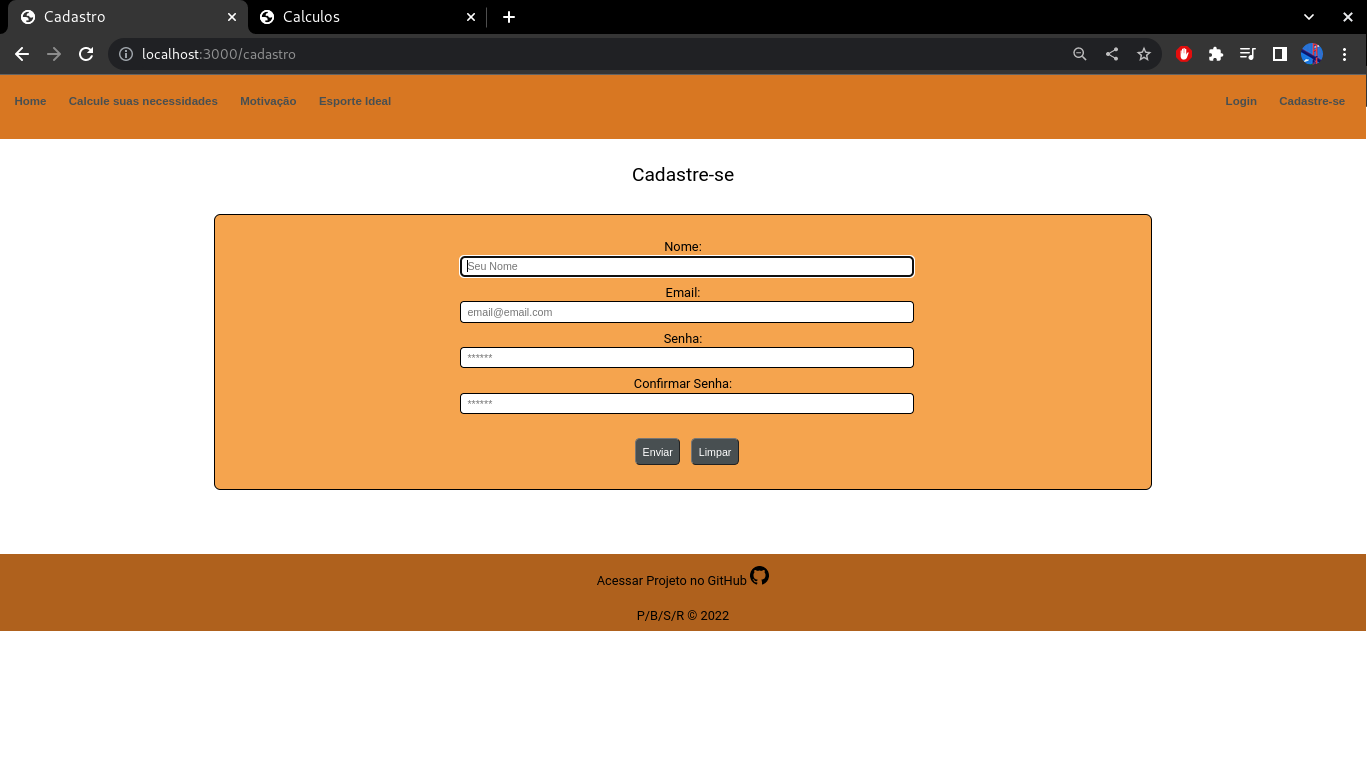 Cadastro Calculos
localhost:3000/cadastro
Home Calcule suas necessidades Motivação Esporte Ideal Login Cadastre-se
Cadastre-se
Nome:
Seu Nome
Email:
email@email.com
Senha:
******
Confirmar Senha:
******
Enviar Limpar
Acessar Projeto no GitHub
P/B/S/R © 2022